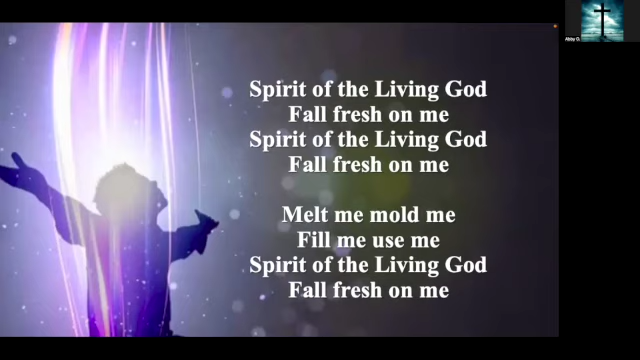 Spirit of the Living God
Fall fresh on me
Spirit of the Living God
Fall fresh on me
Melt me mold me
Fill me use me
Spirit of the Living God
Fall fresh on me
Abby G.